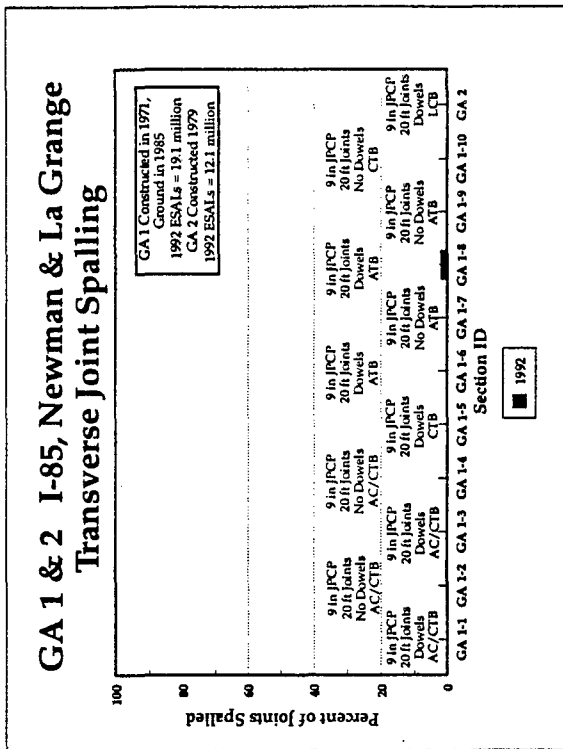 GA 1 & 2 I-85, Newman & La Grange
Transverse Joint Spalling
GA 1 Constructed in 1971,
Ground in 1985
1992 ESALs = 19.1 million
GA 2 Constructed 1979
1992 ESALs = 12.1 million
Percent of Joints Spalled
100
80
60
40
20
0
9 in JPCP
20 ft Joints
Dowels
AC/CTB
9 in JPCP
20 ft Joints
No Dowels
AC/CTB
9 in JPCP
20 ft Joints
Dowels
AC/CTB
9 in JPCP
20 ft Joints
No Dowels
AC/CTB
9 in JPCP
20 ft Joints
Dowels
CTB
9 in JPCP
20 ft Joints
Dowels
ATB
9 in JPCP
20 ft Joints
No Dowels
ATB
9 in JPCP
20 ft Joints
Dowels
ATB
9 in JPCP
20 ft Joints
No Dowels
ATB
9 in JPCP
20 ft Joints
No Dowels
CTB
9 in JPCP
20 ft Joints
Dowels
LCB
GA 1-1 GA 1-2 GA 1-3 GA 1-4 GA 1-5 GA 1-6 GA 1-7 GA 1-8 GA 1-9 GA 1-10 GA 2
Section ID
1992